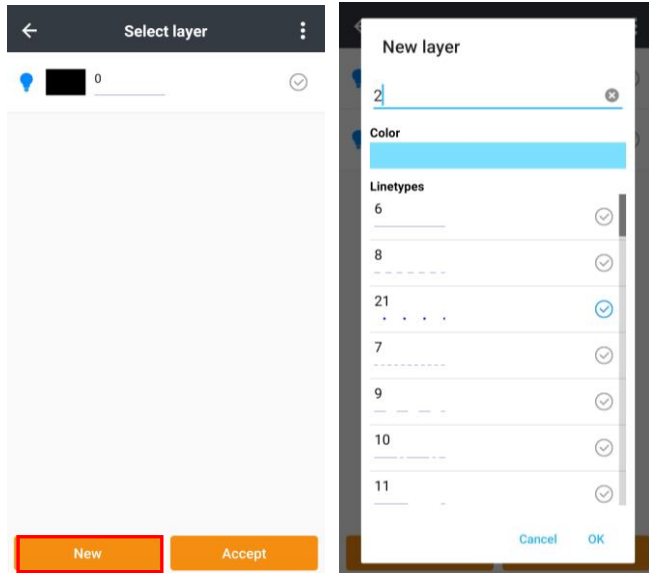 Select layer
0
New
Accept
New layer
2
Color
Linetypes
6
8
21
7
9
10
11
Cancel
OK